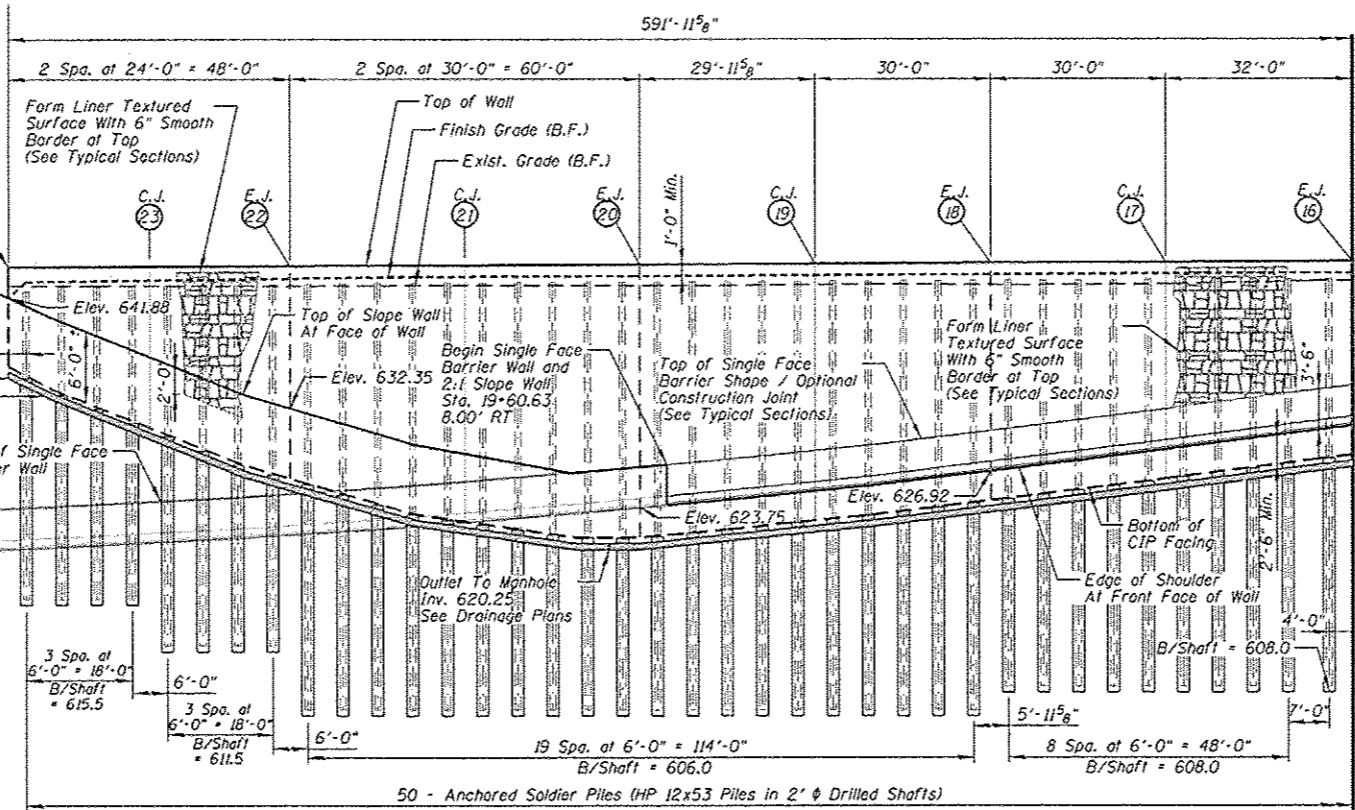 591'-11 5/8"
2 Spa. at 24'-0" = 48'-0"
2 Spa. at 30'-0" = 60'-0"
29'-11 5/8"
30'-0"
30'-0"
32'-0"
Form Liner Textured
Surface With 6" Smooth
Border at Top
(See Typical Sections)
Top of Wall
Finish Grade (B.F.)
Exist. Grade (B.F.)
1'-0" Min.
C.J.
23
E.J.
22
C.J.
21
E.J.
20
C.J.
19
E.J.
18
C.J.
17
E.J.
16
Elev. 641.88
6'-0"
2'-0"
Top of Slope Wall
At Face of Wall
Elev. 632.35
Begin Single Face
Barrier Wall and
2:1 Slope Wall
Sta. 19+60.63
8.00' RT
Top of Single Face
Barrier Shape / Optional
Construction Joint
(See Typical Sections)
Form Liner
Textured Surface
With 6" Smooth
Border at Top
(See Typical Sections)
3'-6"
of Single Face
er Wall
Elev. 626.92
Elev. 623.75
Bottom of
CIP Facing
2'-6" Min.
Edge of Shoulder
At Front Face of Wall
Outlet To Manhole
Inv. 620.25
See Drainage Plans
4'-0"
B/Shaft = 608.0
3 Spa. at
6'-0" = 18'-0"
B/Shaft
= 615.5
6'-0"
3 Spa. at
6'-0" = 18'-0"
B/Shaft
= 611.5
6'-0"
19 Spa. at 6'-0" = 114'-0"
B/Shaft = 606.0
5'-11 5/8"
8 Spa. at 6'-0" = 48'-0"
B/Shaft = 608.0
7'-0"
50 - Anchored Soldier Piles (HP 12x53 Piles in 2' ϕ Drilled Shafts)